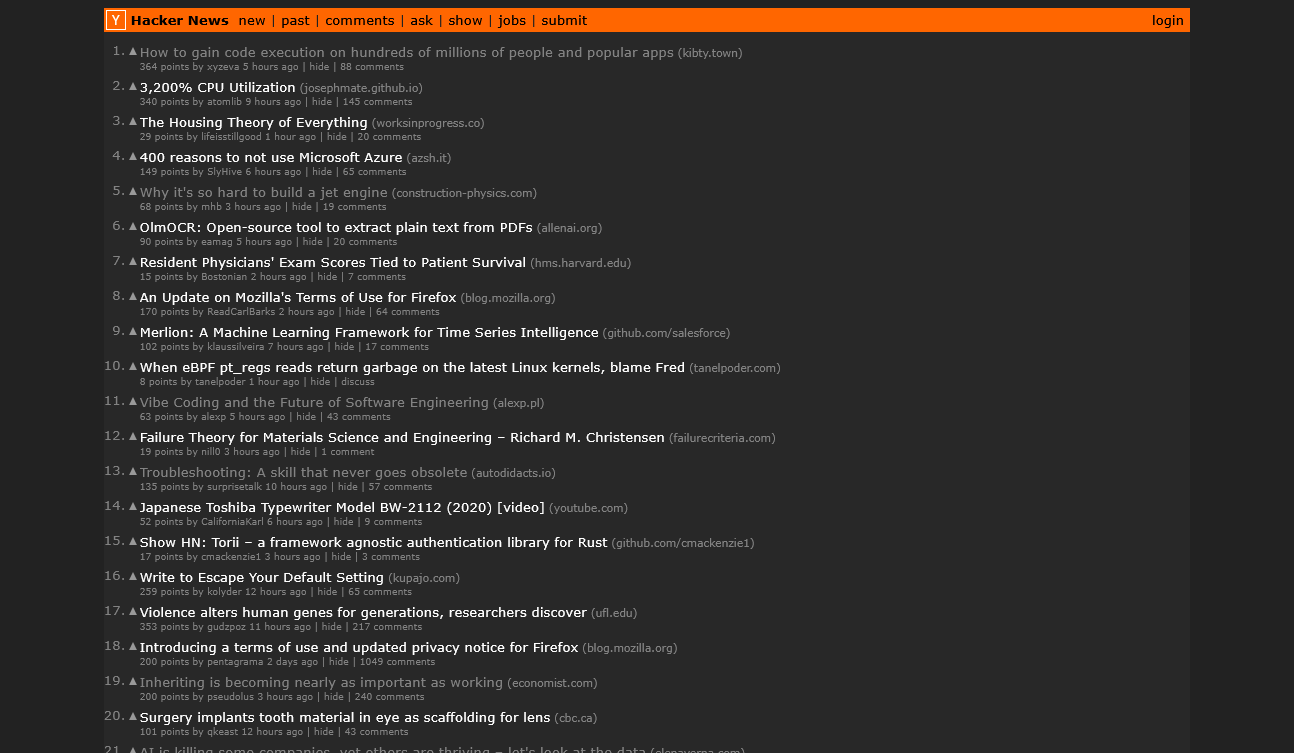 Y Hacker News new | past | comments | ask | show | jobs | submit login
1. ▲ How to gain code execution on hundreds of millions of people and popular apps (kibty.town)
364 points by xyzeva 5 hours ago | hide | 88 comments
2. ▲ 3,200% CPU Utilization (josephmate.github.io)
340 points by atomlib 9 hours ago | hide | 145 comments
3. ▲ The Housing Theory of Everything (worksinprogress.co)
29 points by lifeisstillgood 1 hour ago | hide | 20 comments
4. ▲ 400 reasons to not use Microsoft Azure (azsh.it)
149 points by SlyHive 6 hours ago | hide | 65 comments
5. ▲ Why it's so hard to build a jet engine (construction-physics.com)
68 points by mhb 3 hours ago | hide | 19 comments
6. ▲ OlmOCR: Open-source tool to extract plain text from PDFs (allenai.org)
90 points by eamag 5 hours ago | hide | 20 comments
7. ▲ Resident Physicians' Exam Scores Tied to Patient Survival (hms.harvard.edu)
15 points by Bostonian 2 hours ago | hide | 7 comments
8. ▲ An Update on Mozilla's Terms of Use for Firefox (blog.mozilla.org)
170 points by ReadCarlBarks 2 hours ago | hide | 64 comments
9. ▲ Merlion: A Machine Learning Framework for Time Series Intelligence (github.com/salesforce)
102 points by klaussilveira 7 hours ago | hide | 17 comments
10. ▲ When eBPF pt_regs reads return garbage on the latest Linux kernels, blame Fred (tanelpoder.com)
8 points by tanelpoder 1 hour ago | hide | discuss
11. ▲ Vibe Coding and the Future of Software Engineering (alexp.pl)
63 points by alexp 5 hours ago | hide | 43 comments
12. ▲ Failure Theory for Materials Science and Engineering – Richard M. Christensen (failurecriteria.com)
19 points by nill0 3 hours ago | hide | 1 comment
13. ▲ Troubleshooting: A skill that never goes obsolete (autodidacts.io)
135 points by surprisetalk 10 hours ago | hide | 57 comments
14. ▲ Japanese Toshiba Typewriter Model BW-2112 (2020) [video] (youtube.com)
52 points by CaliforniaKarl 6 hours ago | hide | 9 comments
15. ▲ Show HN: Torii – a framework agnostic authentication library for Rust (github.com/cmackenzie1)
17 points by cmackenzie1 3 hours ago | hide | 3 comments
16. ▲ Write to Escape Your Default Setting (kupajo.com)
259 points by kolyder 12 hours ago | hide | 65 comments
17. ▲ Violence alters human genes for generations, researchers discover (ufl.edu)
353 points by gudzpoz 11 hours ago | hide | 217 comments
18. ▲ Introducing a terms of use and updated privacy notice for Firefox (blog.mozilla.org)
200 points by pentagrama 2 days ago | hide | 1049 comments
19. ▲ Inheriting is becoming nearly as important as working (economist.com)
200 points by pseudolus 3 hours ago | hide | 240 comments
20. ▲ Surgery implants tooth material in eye as scaffolding for lens (cbc.ca)
101 points by qkeast 12 hours ago | hide | 43 comments
21. ▲ AI is killing some companies, yet others are thriving – let's look at the data (elenaverna.com)